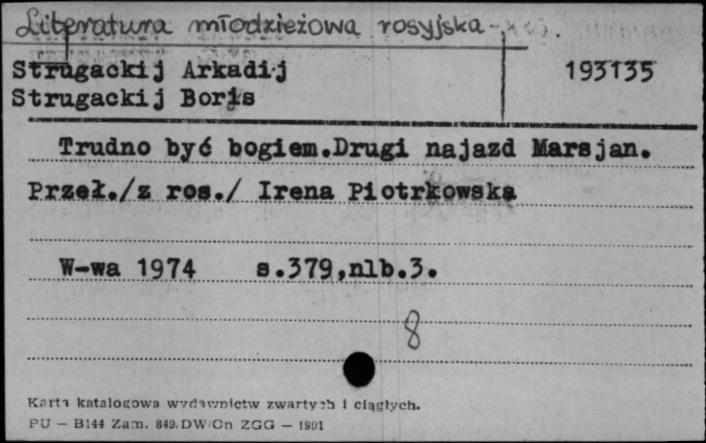 Literatura młodzieżowa rosyjska -
Strugackij Arkadij 193135
Strugackij Boris
Trudno być bogiem.Drugi najazd Marsjan.
Przeł./z ros./ Irena Piotrkowska
W-wa 1974 s.379,nlb.3.
8
Karta katalogowa wydawnictw zwartych i ciągłych.
PU — B144 Zam. 849/DW/Cn ZGG — 1991